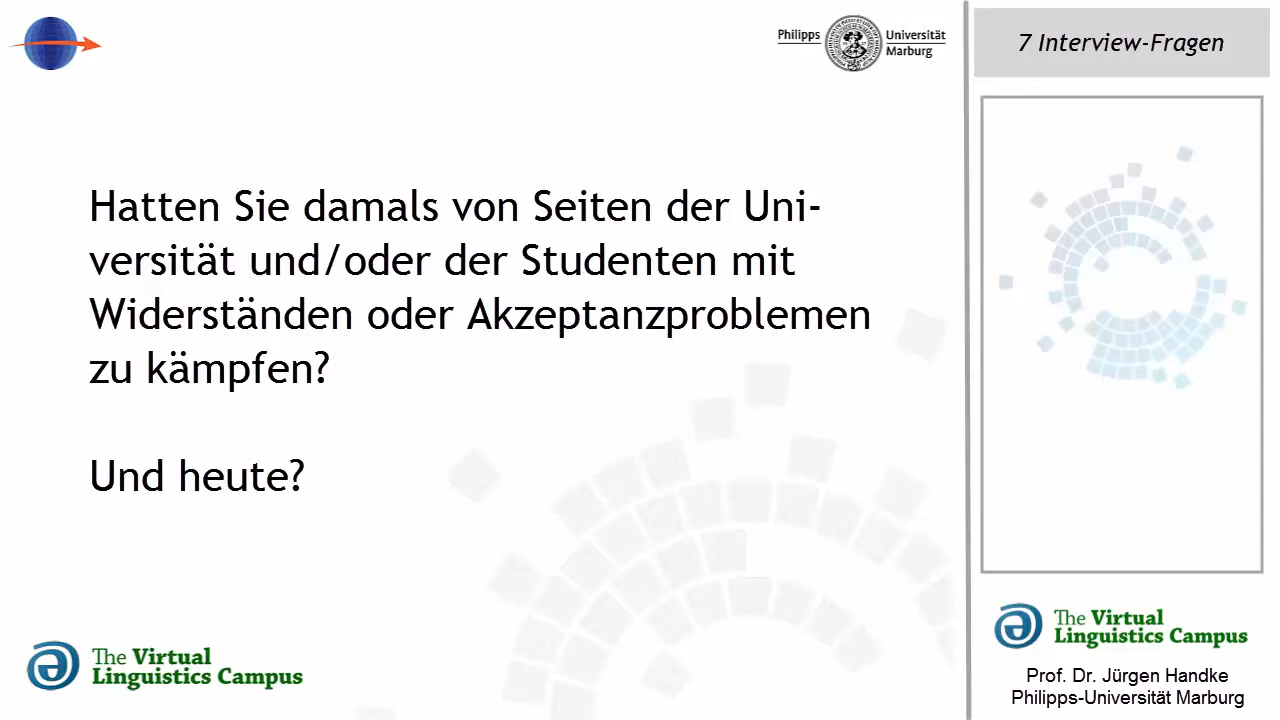 Philipps
Universität
Marburg
7 Interview-Fragen
Hatten Sie damals von Seiten der Uni-
versität und/oder der Studenten mit
Widerständen oder Akzeptanzproblemen
zu kämpfen?
Und heute?
The Virtual
Linguistics Campus
The Virtual
Linguistics Campus
Prof. Dr. Jürgen Handke
Philipps-Universität Marburg